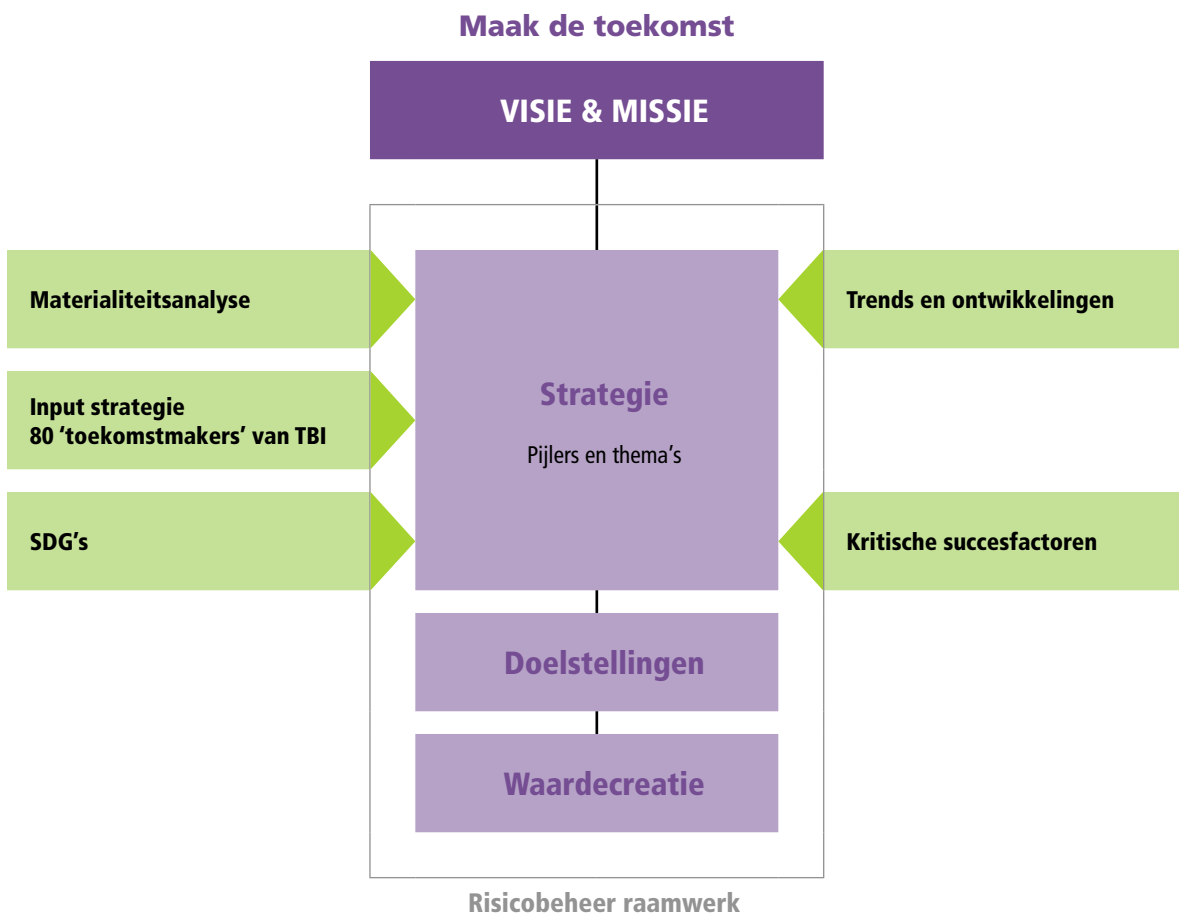 Maak de toekomst
VISIE & MISSIE
Materialiteitsanalyse
Input strategie
80 ‘toekomstmakers’ van TBI
SDG's
Strategie
Pijlers en thema's
Trends en ontwikkelingen
Kritische succesfactoren
Doelstellingen
Waardecreatie
Risicobeheer raamwerk